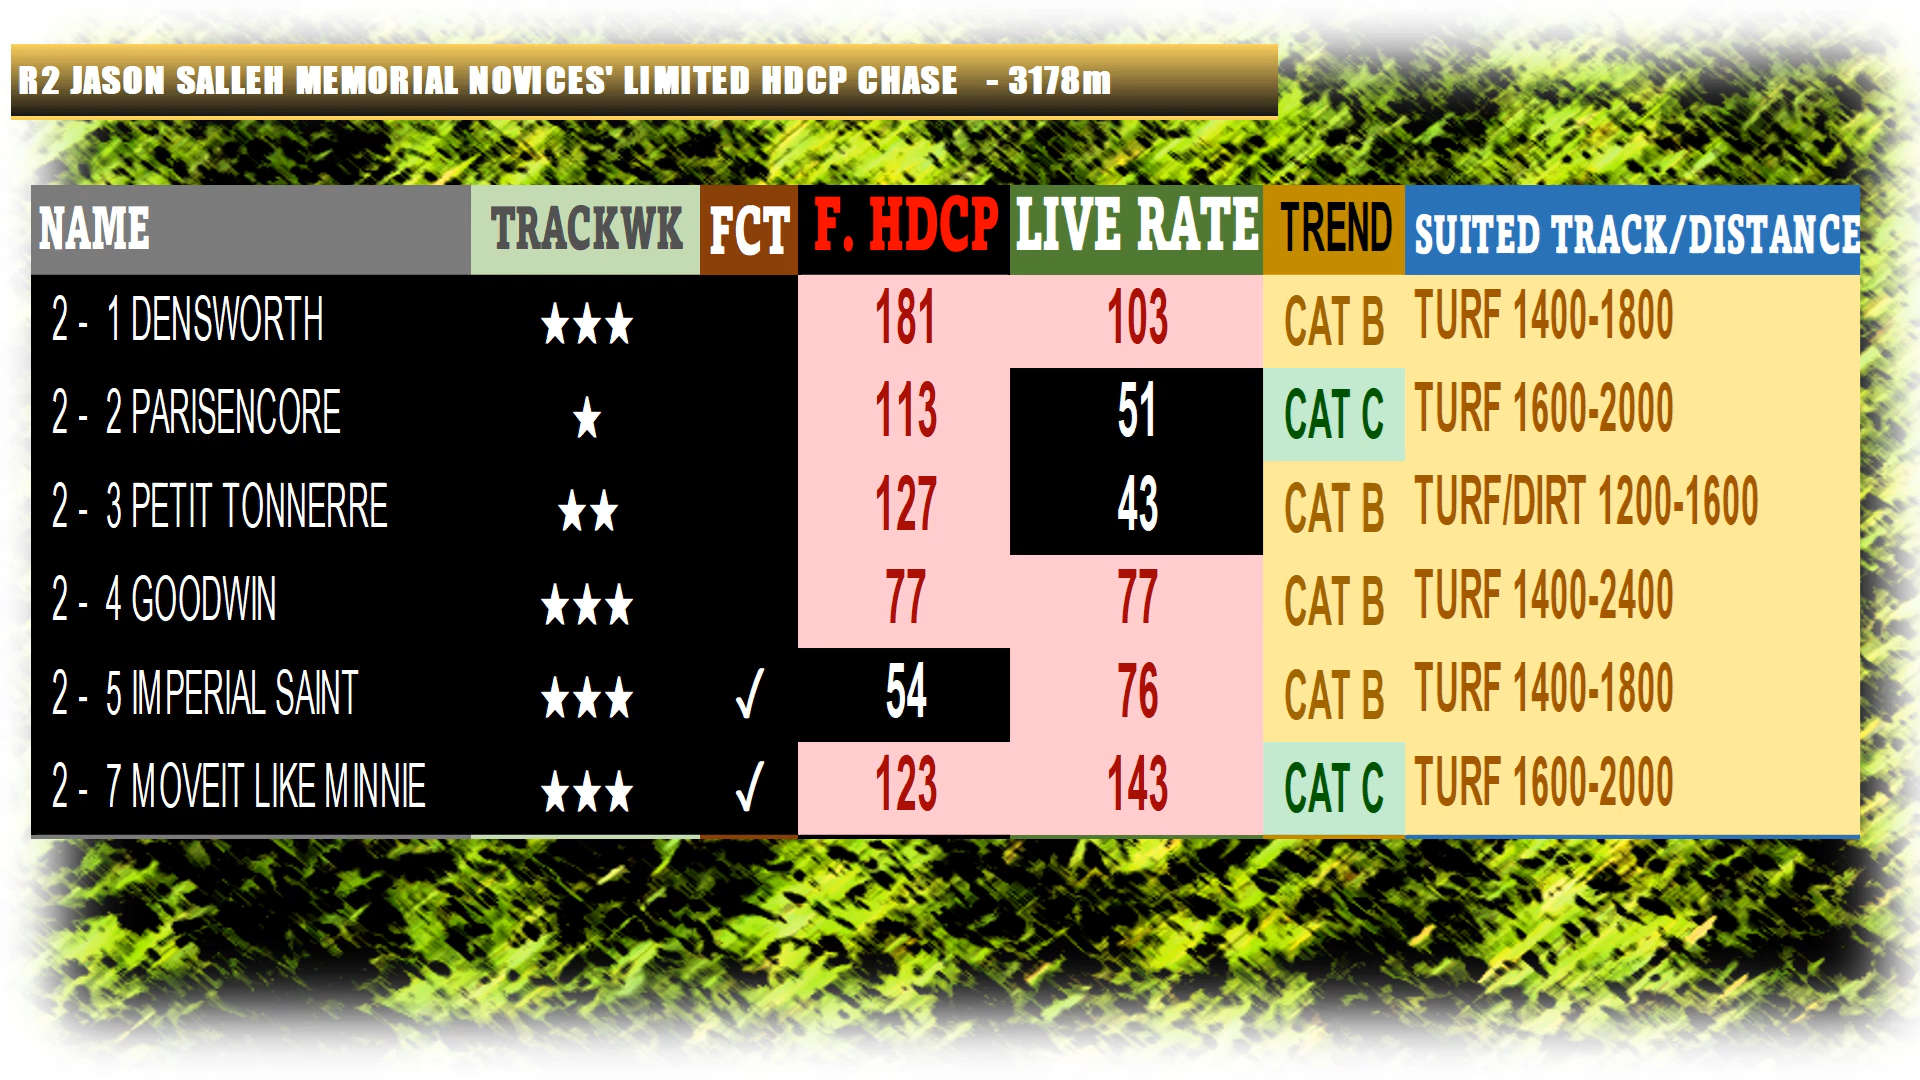 R2 JASON SALLEH MEMORIAL NOVICES' LIMITED HDCP CHASE - 3178m
NAME TRACKWK FCT F. HDCP LIVE RATE TREND SUITED TRACK/DISTANCE
2 - 1 DENSWORTH ★★★ 181 103 CAT B TURF 1400-1800
2 - 2 PARISENCORE ★ 113 51 CAT C TURF 1600-2000
2 - 3 PETIT TONNERRE ★★ 127 43 CAT B TURF/DIRT 1200-1600
2 - 4 GOODWIN ★★★ 77 77 CAT B TURF 1400-2400
2 - 5 IMPERIAL SAINT ★★★ √ 54 76 CAT B TURF 1400-1800
2 - 7 MOVEIT LIKE MINNIE ★★★ √ 123 143 CAT C TURF 1600-2000